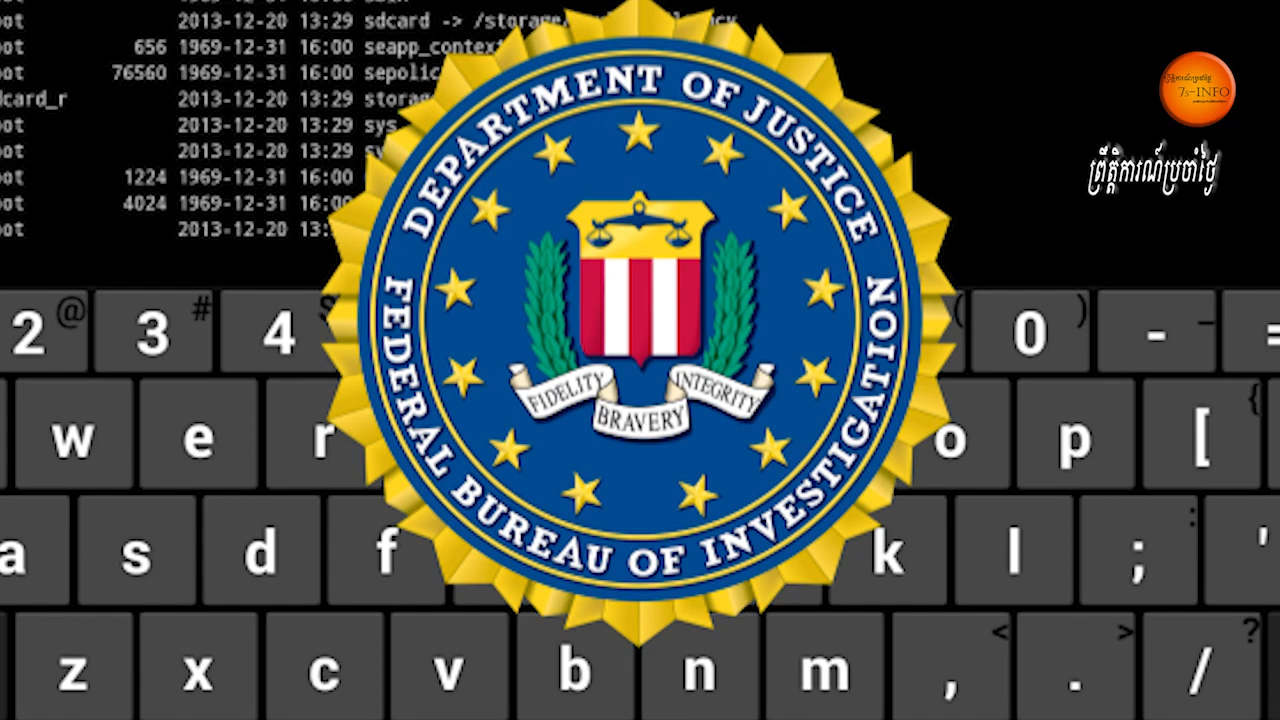 oot 2013-12-20 13:29 sdcard -> /storage
oot 656 1969-12-31 16:00 seapp_contex
oot 76560 1969-12-31 16:00 sepolic
dcard_r 2013-12-20 13:29 storag
oot 2013-12-20 13:29 sys
oot 2013-12-20 13:29
oot 1224 1969-12-31 16:00
oot 4024 1969-12-31 16:00
oot 2013-12-20
7s-INFO
ព្រឹត្តិការណ៍ប្រចាំថ្ងៃ
DEPARTMENT OF JUSTICE
FIDELITY BRAVERY INTEGRITY
FEDERAL BUREAU OF INVESTIGATION
2 @ 3 # 4 $ ( 0 ) - _ =
w e r o p [ {
a s d f k l ; : '
z x c v b n m , < . > / ?